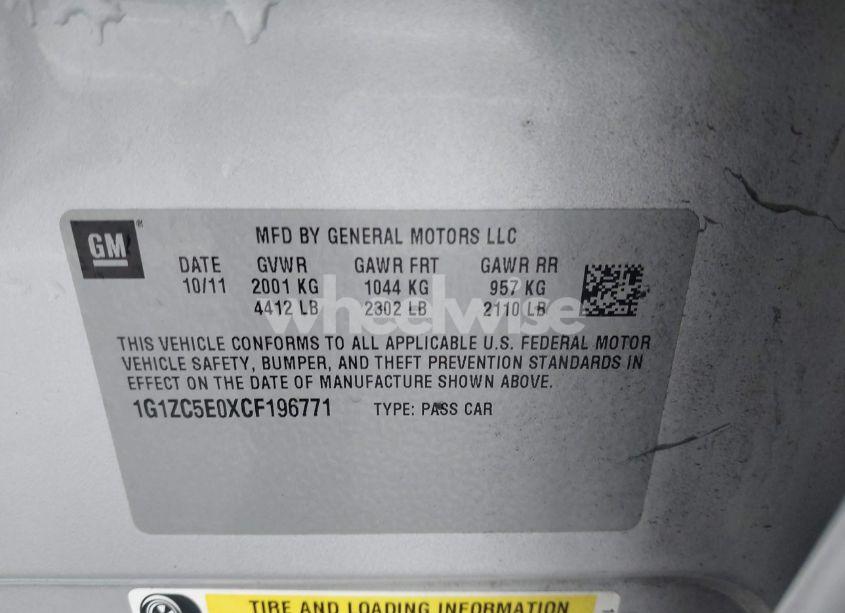 GM
MFD BY GENERAL MOTORS LLC
DATE GVWR GAWR FRT GAWR RR
10/11 2001 KG 1044 KG 957 KG
4412 LB 2302 LB 2110 LB
wheelwise
THIS VEHICLE CONFORMS TO ALL APPLICABLE U.S. FEDERAL MOTOR
VEHICLE SAFETY, BUMPER, AND THEFT PREVENTION STANDARDS IN
EFFECT ON THE DATE OF MANUFACTURE SHOWN ABOVE.
1G1ZC5E0XCF196771 TYPE: PASS CAR
TIRE AND LOADING INFORMATION